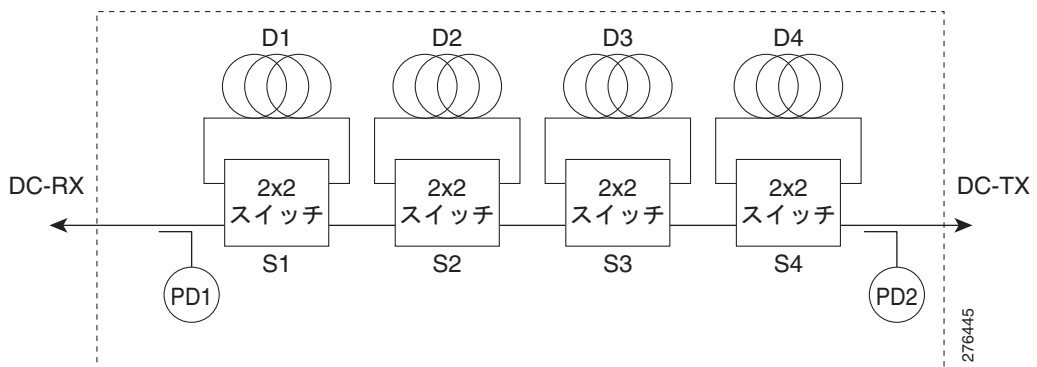 D1
D2
D3
D4
DC-RX
2x2
スイッチ
2x2
スイッチ
2x2
スイッチ
2x2
スイッチ
DC-TX
S1
S2
S3
S4
PD1
PD2
276445